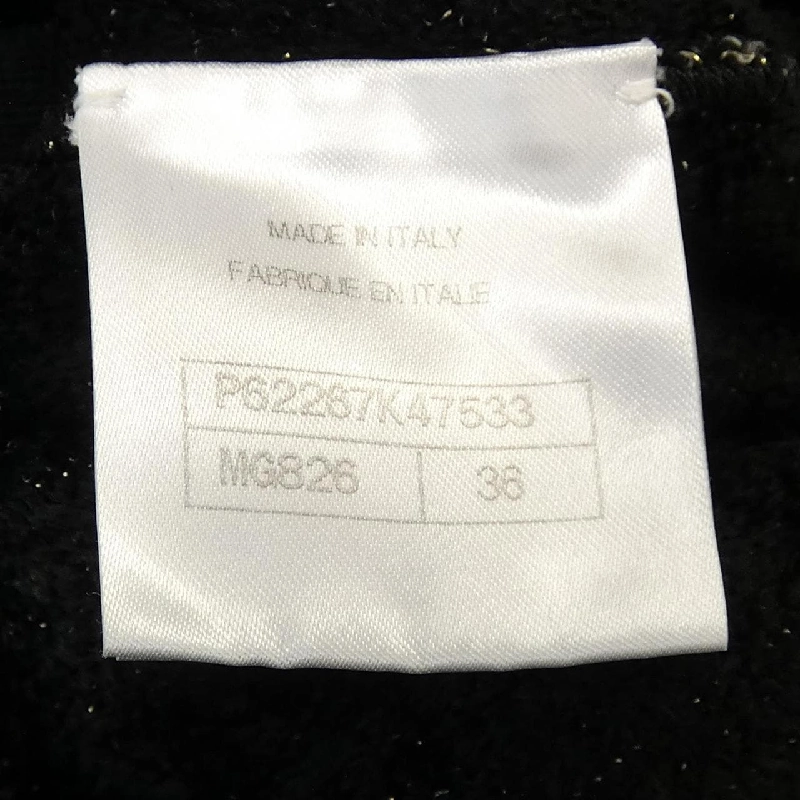 MADE IN ITALY
FABRIQUE EN ITALIE
P62267K47533
MG826 36